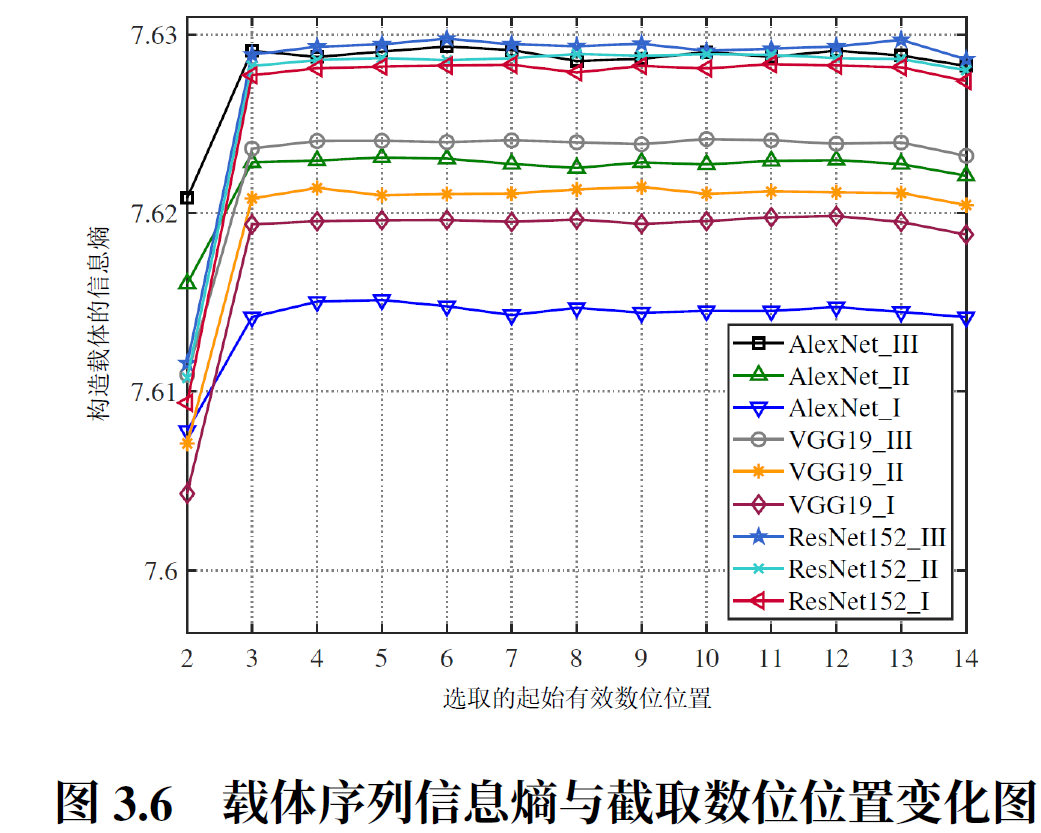 7.63
7.62
7.61
7.6
构造载体的信息熵
AlexNet_III
AlexNet_II
AlexNet_I
VGG19_III
VGG19_II
VGG19_I
ResNet152_III
ResNet152_II
ResNet152_I
2 3 4 5 6 7 8 9 10 11 12 13 14
选取的起始有效数位位置
图 3.6 载体序列信息熵与截取数位位置变化图